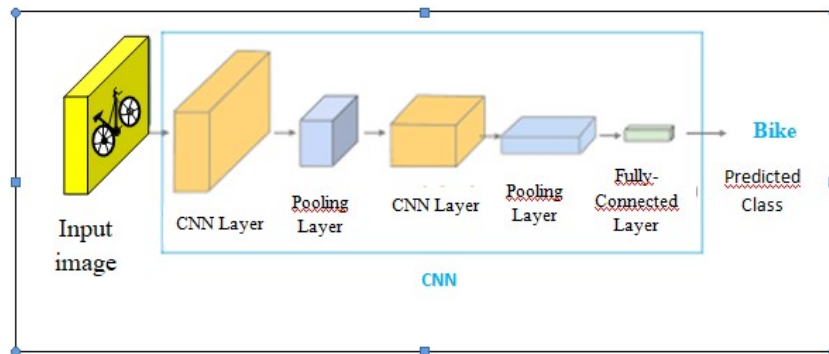 Input
image
CNN Layer
Pooling
Layer
CNN Layer
Pooling
Layer
Fully-
Connected
Layer
Bike
Predicted
Class
CNN